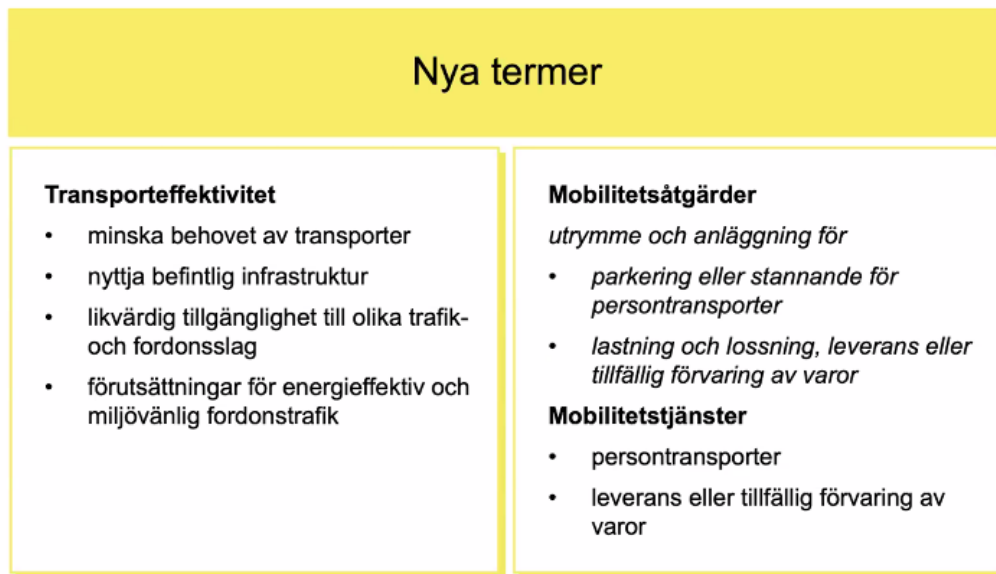 Nya termer
Transporteffektivitet
• minska behovet av transporter
• nyttja befintlig infrastruktur
• likvärdig tillgänglighet till olika trafik-
och fordonsslag
• förutsättningar för energieffektiv och
miljövänlig fordonstrafik
Mobilitetsåtgärder
utrymme och anläggning för
• parkering eller stannande för
persontransporter
• lastning och lossning, leverans eller
tillfällig förvaring av varor
Mobilitetstjänster
• persontransporter
• leverans eller tillfällig förvaring av
varor